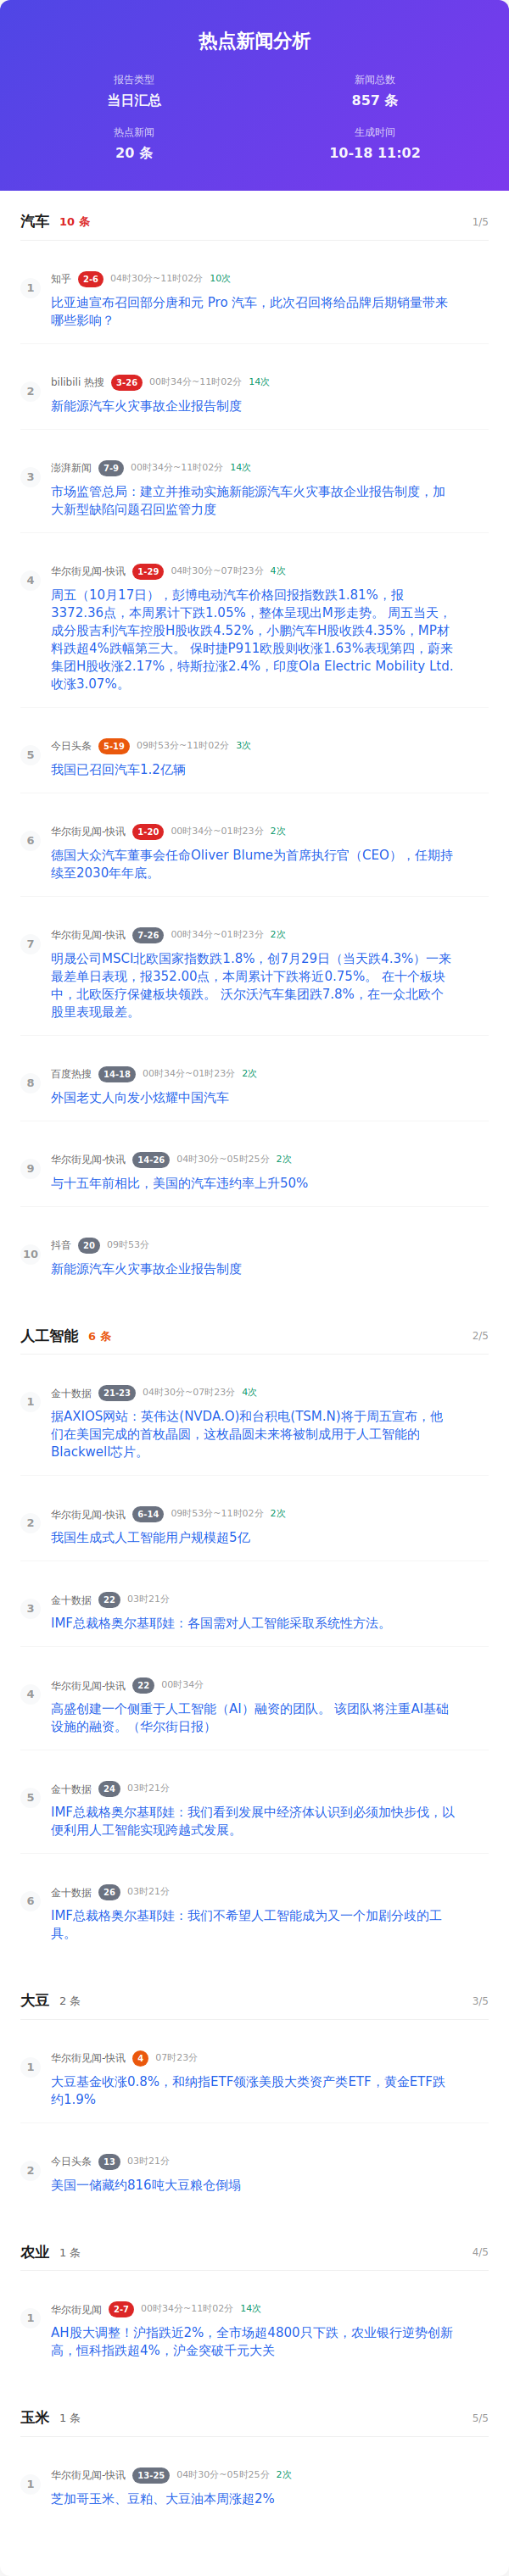 热点新闻分析
报告类型
当日汇总
新闻总数
857 条
热点新闻
20 条
生成时间
10-18 11:02
汽车 10 条 1/5
1 知乎 2-6 04时30分~11时02分 10次
比亚迪宣布召回部分唐和元 Pro 汽车，此次召回将给品牌后期销量带来
哪些影响？
2 bilibili 热搜 3-26 00时34分~11时02分 14次
新能源汽车火灾事故企业报告制度
3 澎湃新闻 7-9 00时34分~11时02分 14次
市场监管总局：建立并推动实施新能源汽车火灾事故企业报告制度，加
大新型缺陷问题召回监管力度
4 华尔街见闻-快讯 1-29 04时30分~07时23分 4次
周五（10月17日），彭博电动汽车价格回报指数跌1.81%，报
3372.36点，本周累计下跌1.05%，整体呈现出M形走势。 周五当天，
成分股吉利汽车控股H股收跌4.52%，小鹏汽车H股收跌4.35%，MP材
料跌超4%跌幅第三大。 保时捷P911欧股则收涨1.63%表现第四，蔚来
集团H股收涨2.17%，特斯拉涨2.4%，印度Ola Electric Mobility Ltd.
收涨3.07%。
5 今日头条 5-19 09时53分~11时02分 3次
我国已召回汽车1.2亿辆
6 华尔街见闻-快讯 1-20 00时34分~01时23分 2次
德国大众汽车董事会任命Oliver Blume为首席执行官（CEO），任期持
续至2030年年底。
7 华尔街见闻-快讯 7-26 00时34分~01时23分 2次
明晟公司MSCI北欧国家指数跌1.8%，创7月29日（当天跌4.3%）一来
最差单日表现，报352.00点，本周累计下跌将近0.75%。 在十个板块
中，北欧医疗保健板块领跌。 沃尔沃汽车集团跌7.8%，在一众北欧个
股里表现最差。
8 百度热搜 14-18 00时34分~01时23分 2次
外国老丈人向发小炫耀中国汽车
9 华尔街见闻-快讯 14-26 04时30分~05时25分 2次
与十五年前相比，美国的汽车违约率上升50%
10 抖音 20 09时53分
新能源汽车火灾事故企业报告制度
人工智能 6 条 2/5
1 金十数据 21-23 04时30分~07时23分 4次
据AXIOS网站：英伟达(NVDA.O)和台积电(TSM.N)将于周五宣布，他
们在美国完成的首枚晶圆，这枚晶圆未来将被制成用于人工智能的
Blackwell芯片。
2 华尔街见闻-快讯 6-14 09时53分~11时02分 2次
我国生成式人工智能用户规模超5亿
3 金十数据 22 03时21分
IMF总裁格奥尔基耶娃：各国需对人工智能采取系统性方法。
4 华尔街见闻-快讯 22 00时34分
高盛创建一个侧重于人工智能（AI）融资的团队。 该团队将注重AI基础
设施的融资。（华尔街日报）
5 金十数据 24 03时21分
IMF总裁格奥尔基耶娃：我们看到发展中经济体认识到必须加快步伐，以
便利用人工智能实现跨越式发展。
6 金十数据 26 03时21分
IMF总裁格奥尔基耶娃：我们不希望人工智能成为又一个加剧分歧的工
具。
大豆 2 条 3/5
1 华尔街见闻-快讯 4 07时23分
大豆基金收涨0.8%，和纳指ETF领涨美股大类资产类ETF，黄金ETF跌
约1.9%
2 今日头条 13 03时21分
美国一储藏约816吨大豆粮仓倒塌
农业 1 条 4/5
1 华尔街见闻 2-7 00时34分~11时02分 14次
AH股大调整！沪指跌近2%，全市场超4800只下跌，农业银行逆势创新
高，恒科指跌超4%，沪金突破千元大关
玉米 1 条 5/5
1 华尔街见闻-快讯 13-25 04时30分~05时25分 2次
芝加哥玉米、豆粕、大豆油本周涨超2%